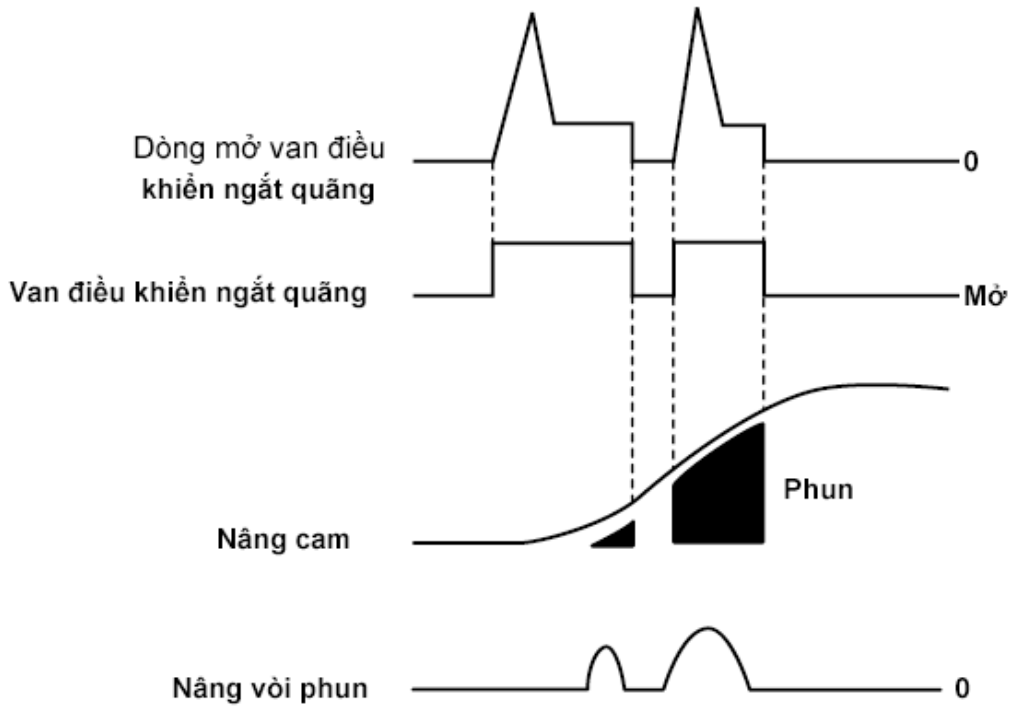 Dòng mở van điều
khiển ngắt quãng
0
Van điều khiển ngắt quãng
Mở
Phun
Nâng cam
Nâng vòi phun
0